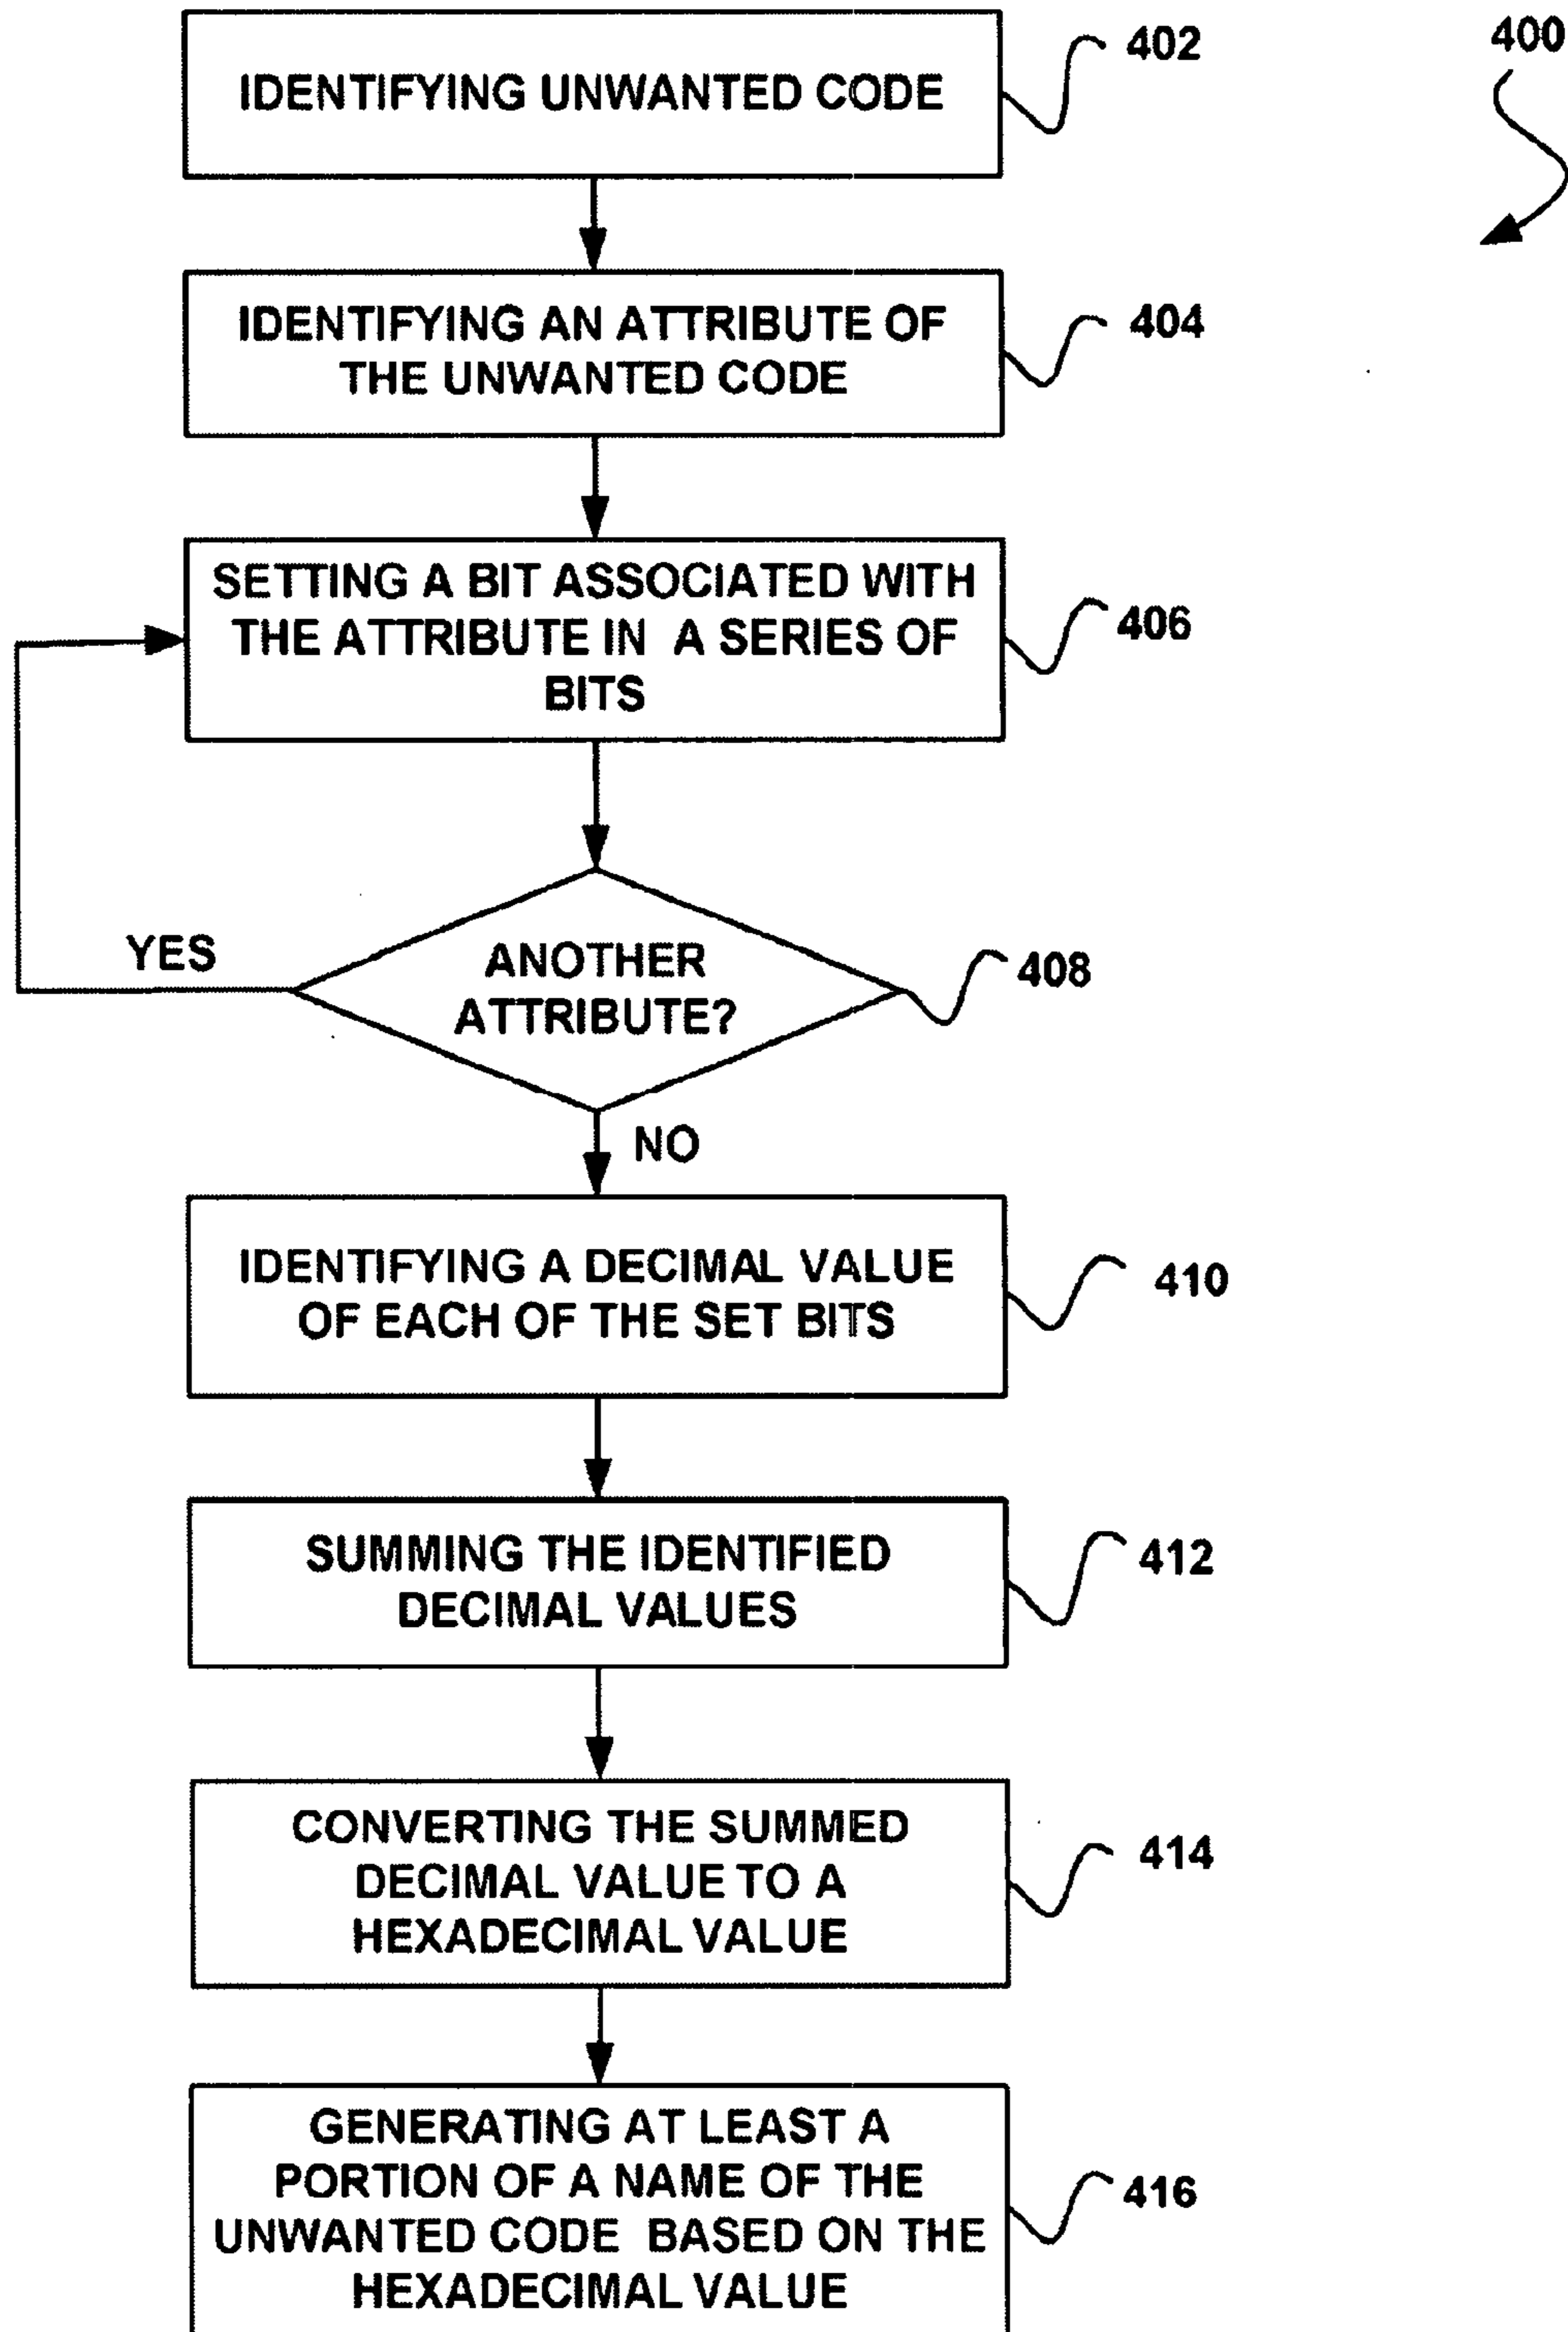 400
IDENTIFYING UNWANTED CODE
402
IDENTIFYING AN ATTRIBUTE OF
THE UNWANTED CODE
404
SETTING A BIT ASSOCIATED WITH
THE ATTRIBUTE IN A SERIES OF
BITS
406
ANOTHER
ATTRIBUTE?
408
YES
NO
IDENTIFYING A DECIMAL VALUE
OF EACH OF THE SET BITS
410
SUMMING THE IDENTIFIED
DECIMAL VALUES
412
CONVERTING THE SUMMED
DECIMAL VALUE TO A
HEXADECIMAL VALUE
414
GENERATING AT LEAST A
PORTION OF A NAME OF THE
UNWANTED CODE BASED ON THE
HEXADECIMAL VALUE
416